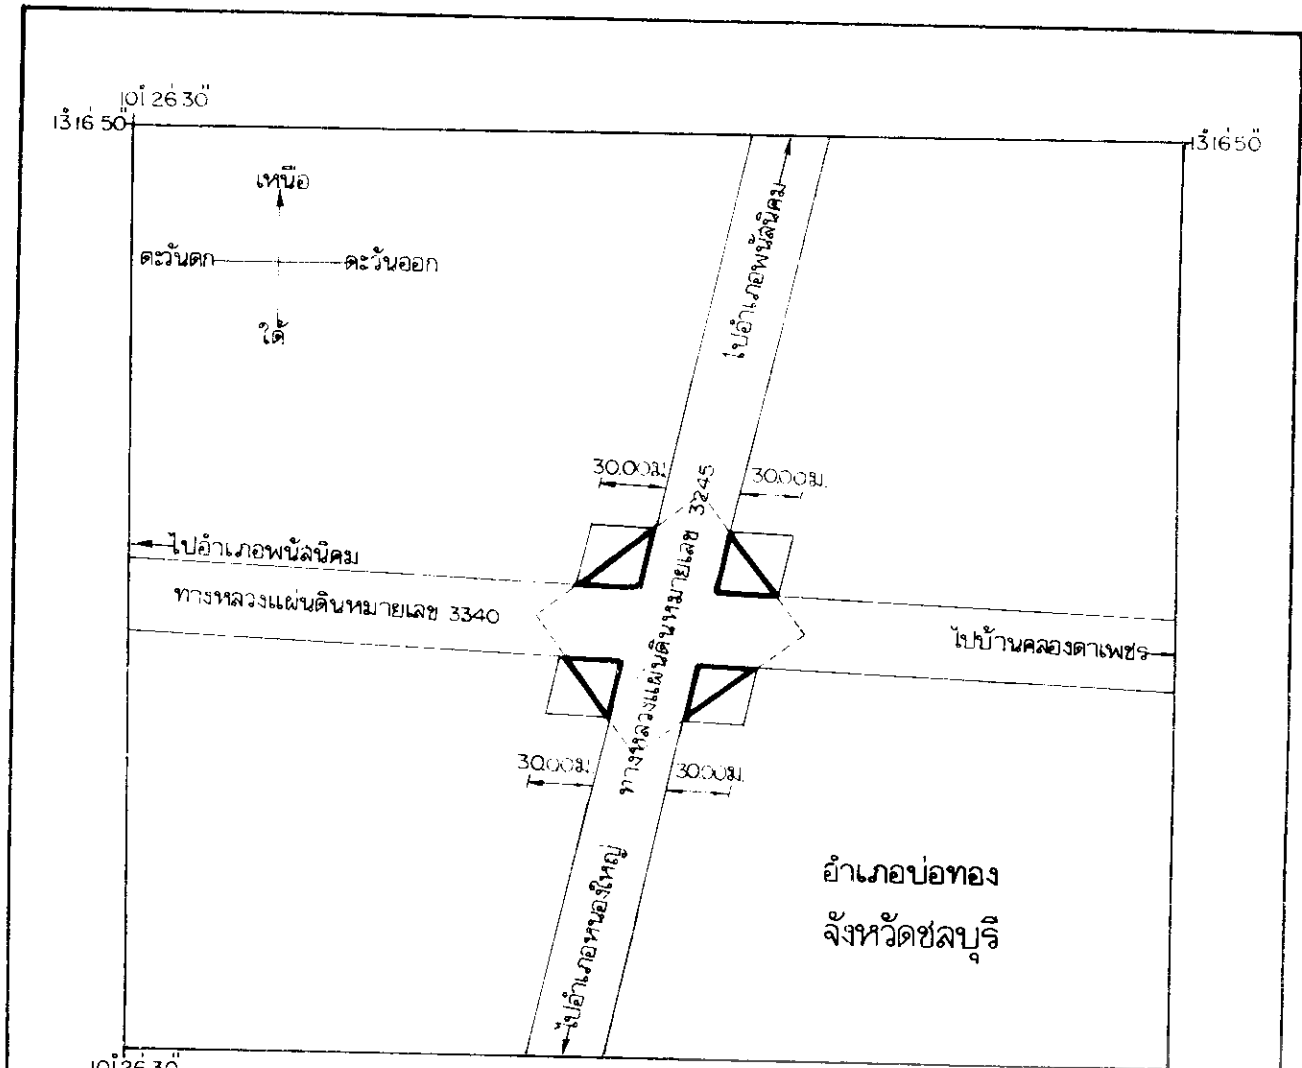 101°26'30"
13°16'50"
13°16'50"
เหนือ
ตะวันตก
ตะวันออก
ใต้
ไปอำเภอพนัสนิคม
30.00ม.
30.00ม.
ทางหลวงแผ่นดินหมายเลข 3245
ไปอำเภอพนัสนิคม
ทางหลวงแผ่นดินหมายเลข 3340
ไปบ้านคลองตาเพชร
30.00ม.
30.00ม.
ไปอำเภอหนองใหญ่
อำเภอบ่อทอง
จังหวัดชลบุรี
101°26'30"